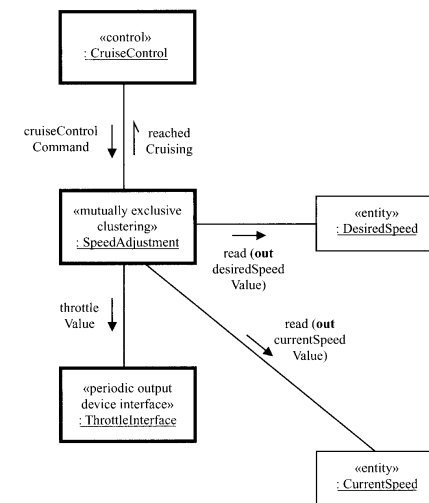 «control»
: CruiseControl
cruiseControl
Command
reached
Cruising
«mutually exclusive
clustering»
: SpeedAdjustment
«entity»
: DesiredSpeed
read (out
desiredSpeed
Value)
throttle
Value
read (out
currentSpeed
Value)
«periodic output
device interface»
: ThrottleInterface
«entity»
: CurrentSpeed